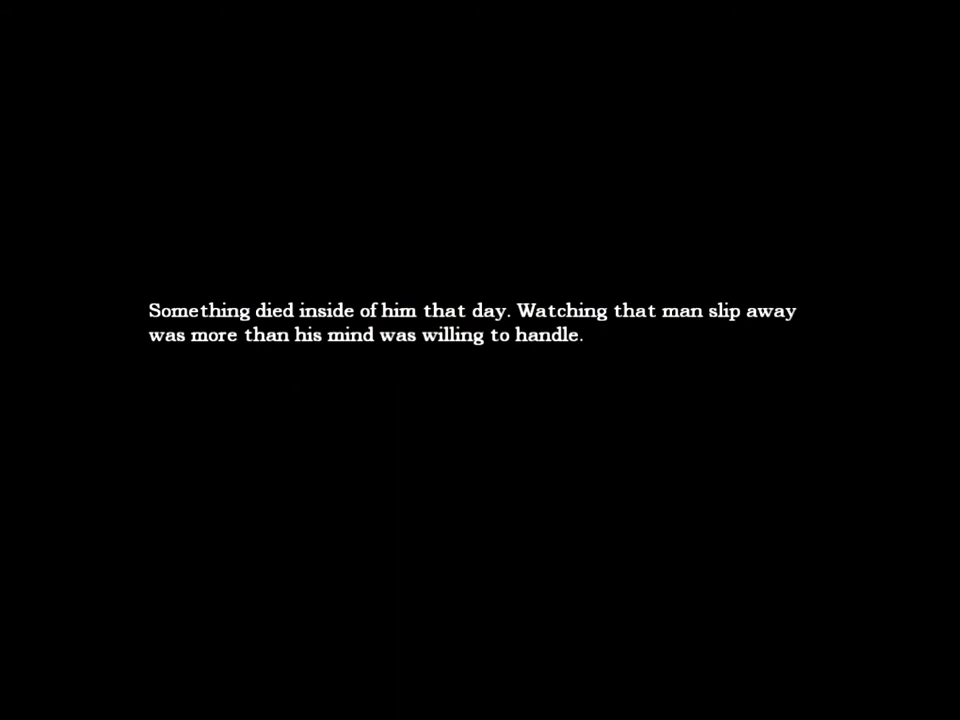 Something died inside of him that day. Watching that man slip away
was more than his mind was willing to handle.